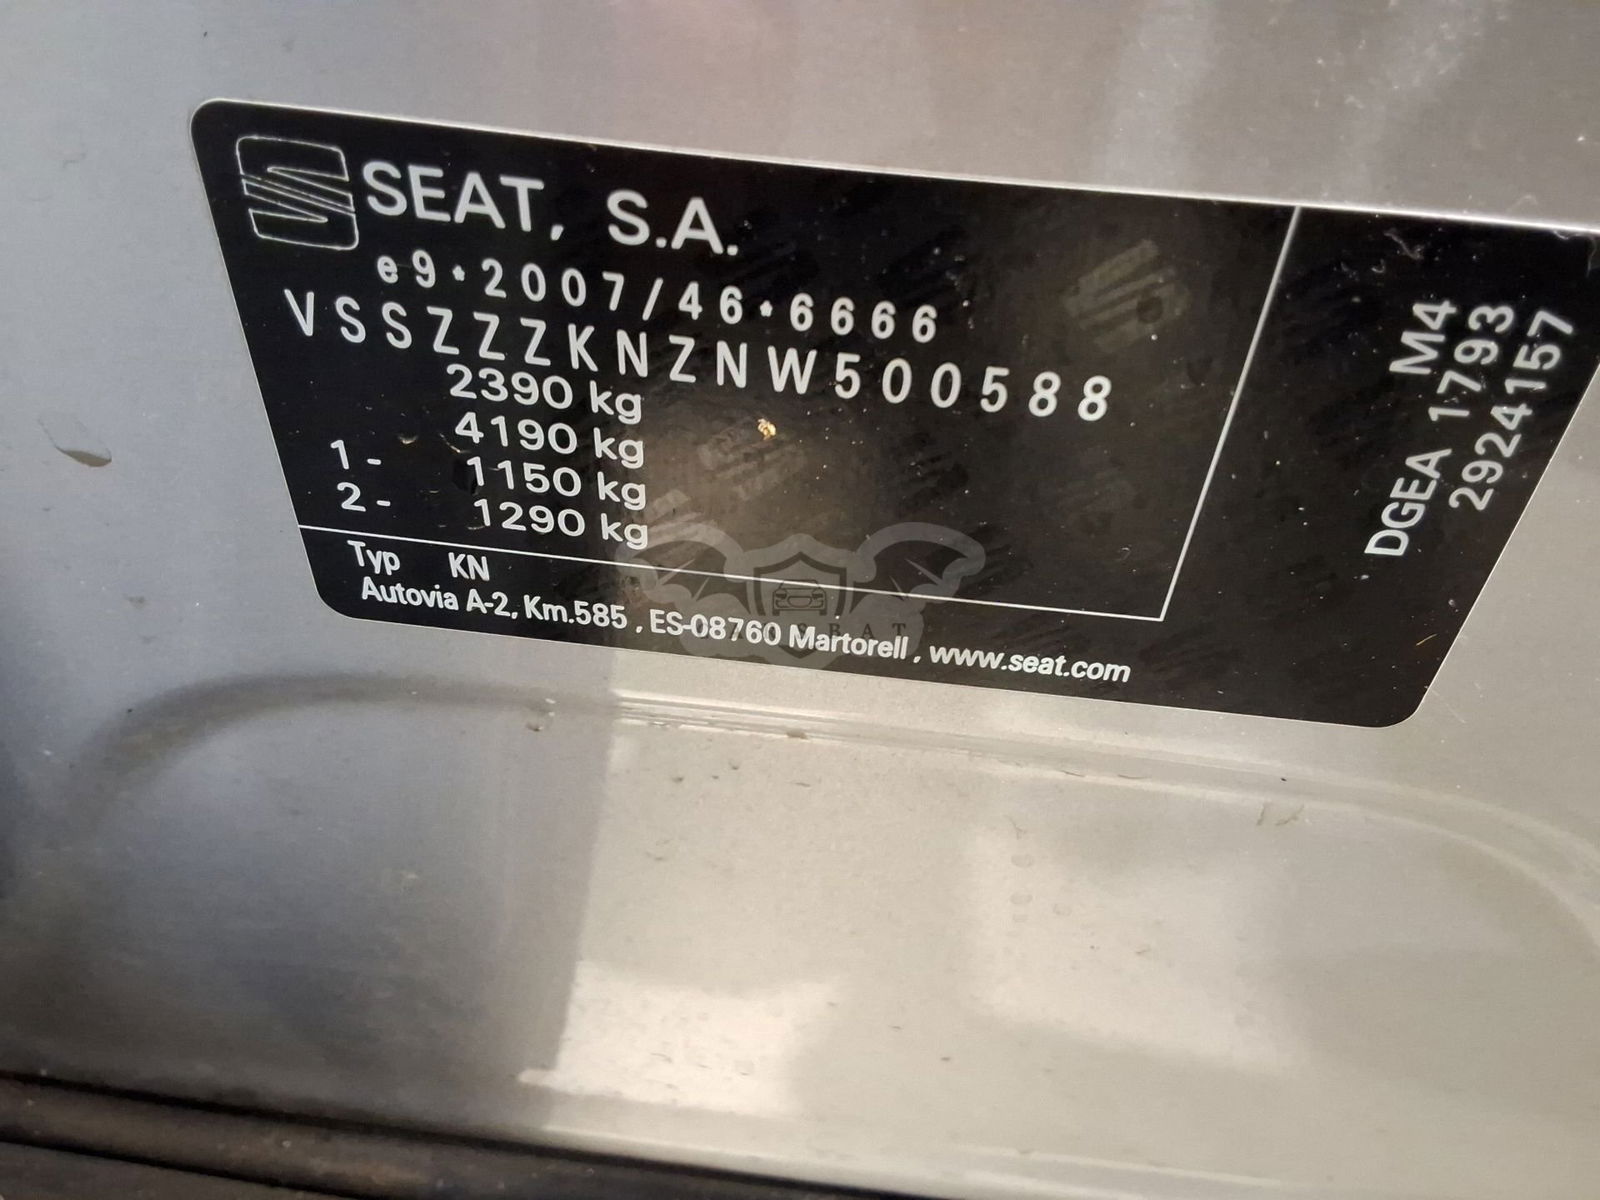 SEAT, S.A.
e9*2007/46*6666
VSSZZZKNZNW500588
2390 kg
4190 kg
1- 1150 kg
2- 1290 kg
Typ KN
Autovia A-2, Km.585 , ES-08760 Martorell , www.seat.com
M4
DGEA 1793
2924157